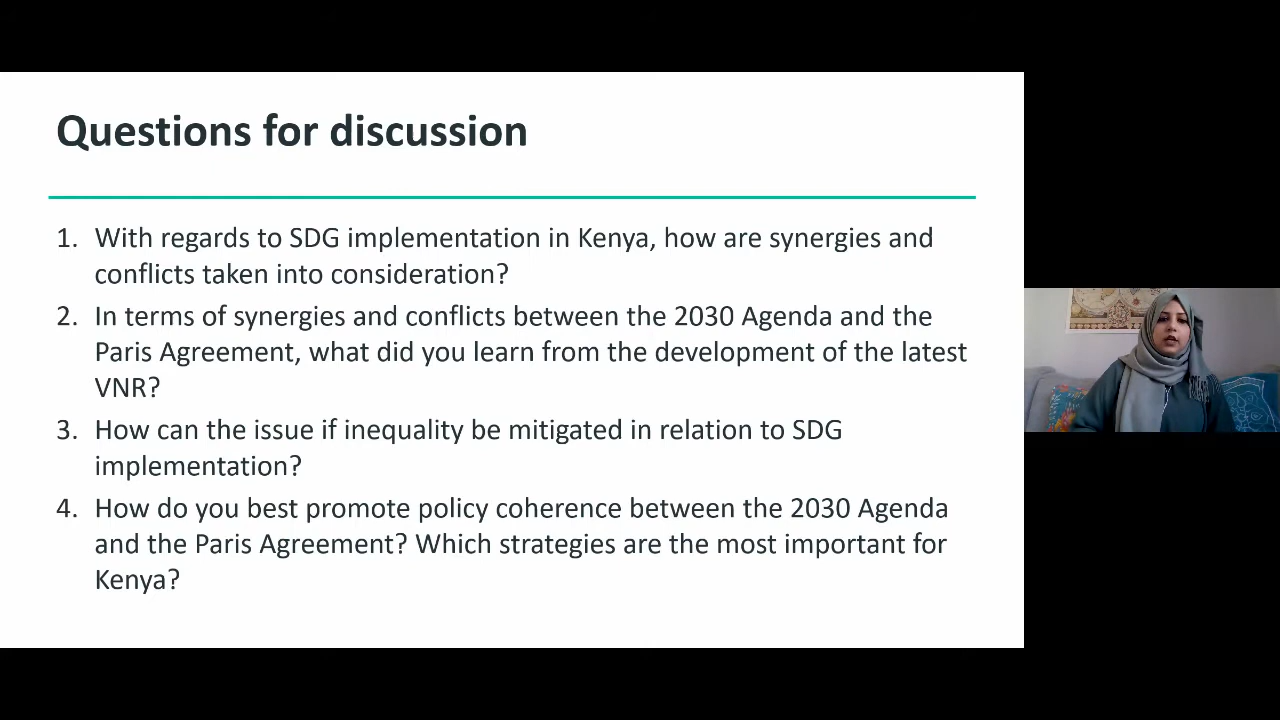 Questions for discussion
1. With regards to SDG implementation in Kenya, how are synergies and
conflicts taken into consideration?
2. In terms of synergies and conflicts between the 2030 Agenda and the
Paris Agreement, what did you learn from the development of the latest
VNR?
3. How can the issue if inequality be mitigated in relation to SDG
implementation?
4. How do you best promote policy coherence between the 2030 Agenda
and the Paris Agreement? Which strategies are the most important for
Kenya?